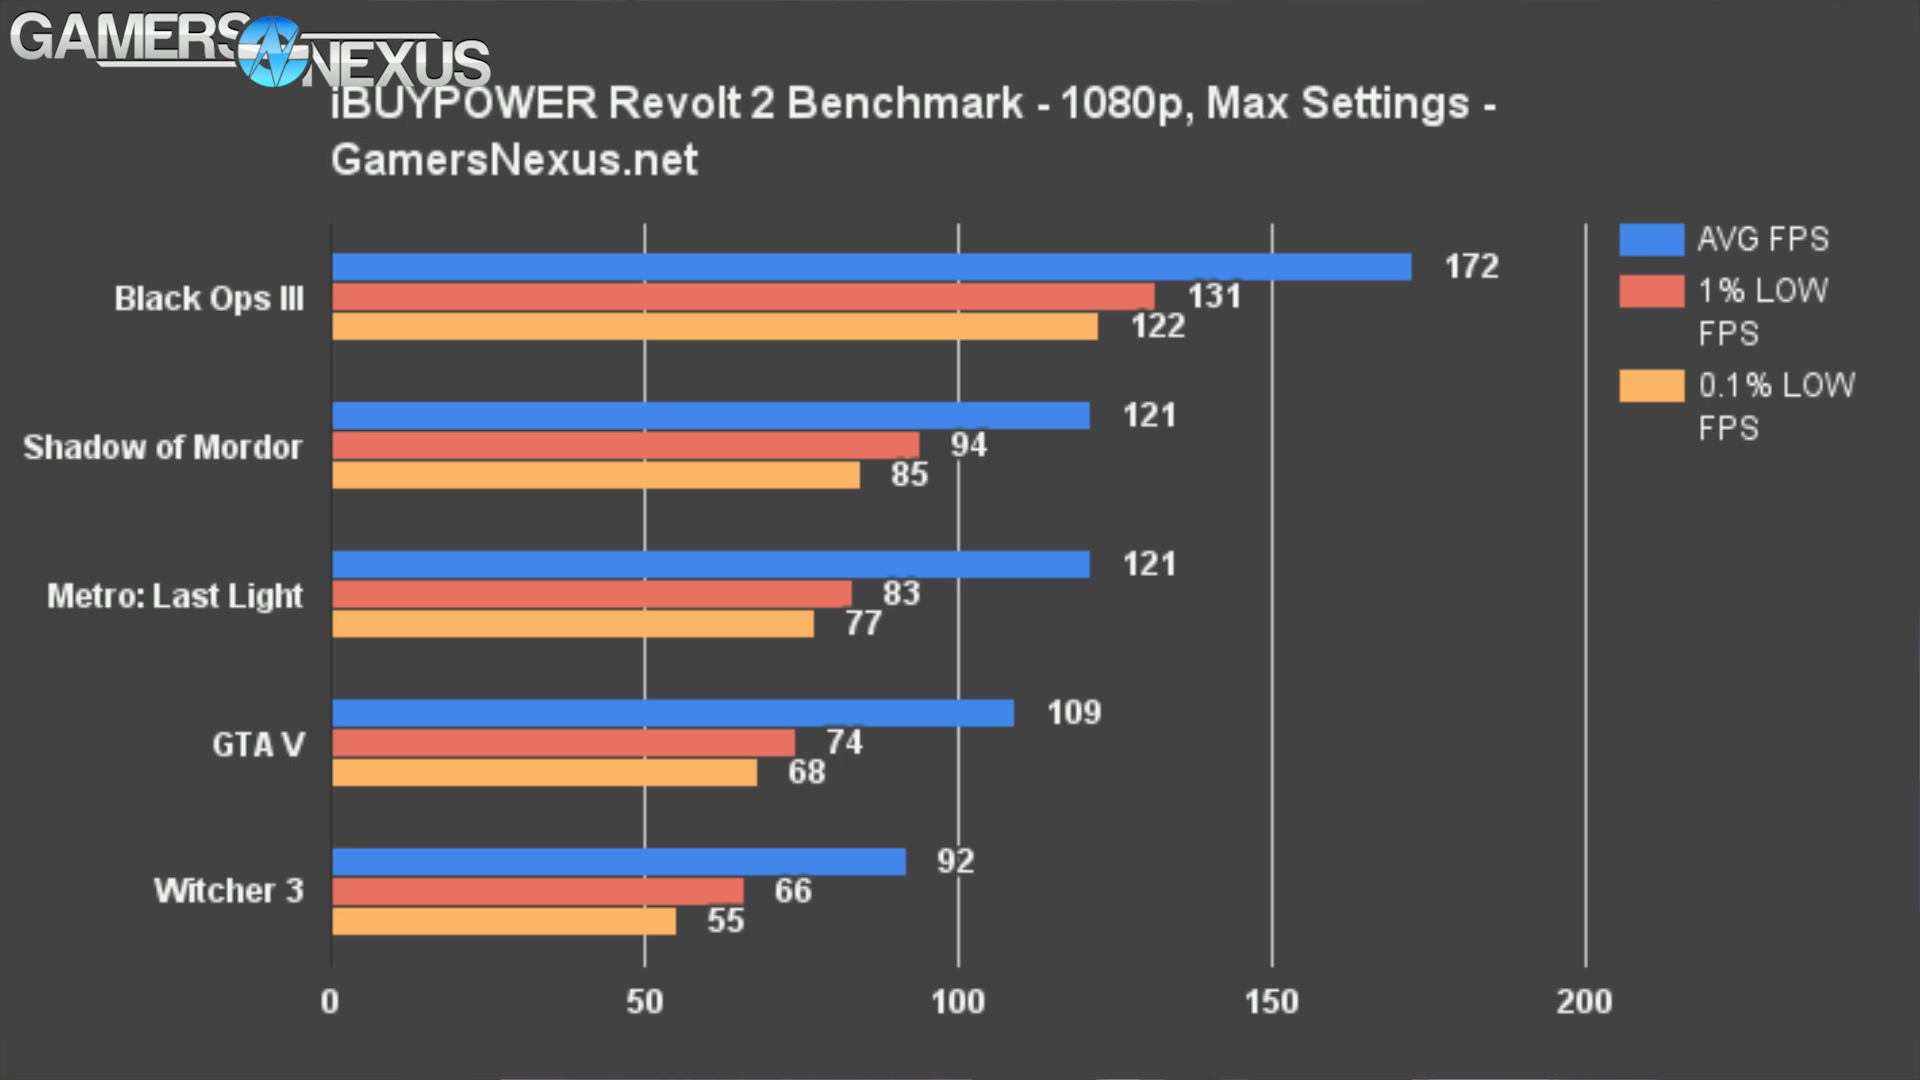 GAMERS NEXUS
iBUYPOWER Revolt 2 Benchmark - 1080p, Max Settings -
GamersNexus.net
AVG FPS
1% LOW
FPS
0.1% LOW
FPS
Black Ops III
172
131
122
Shadow of Mordor
121
94
85
Metro: Last Light
121
83
77
GTA V
109
74
68
Witcher 3
92
66
55
0 50 100 150 200